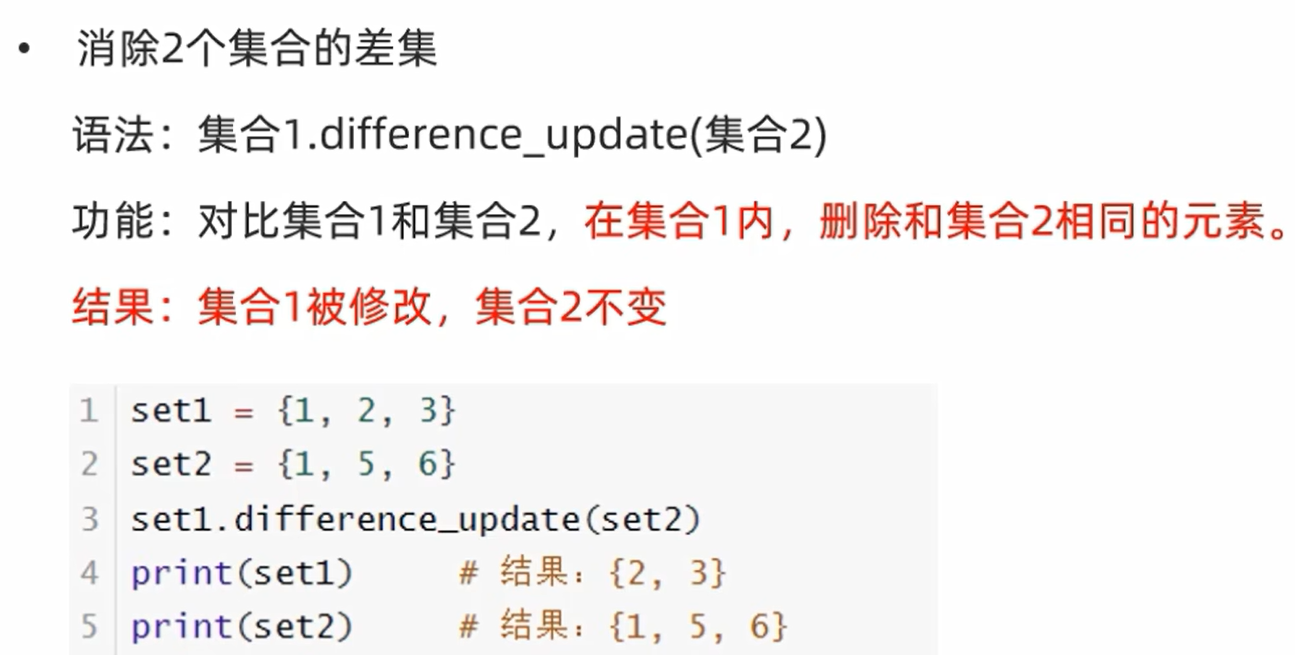 • 消除2个集合的差集
语法：集合1.difference_update(集合2)
功能：对比集合1和集合2，在集合1内，删除和集合2相同的元素。
结果：集合1被修改，集合2不变
1 set1 = {1, 2, 3}
2 set2 = {1, 5, 6}
3 set1.difference_update(set2)
4 print(set1) # 结果：{2, 3}
5 print(set2) # 结果：{1, 5, 6}